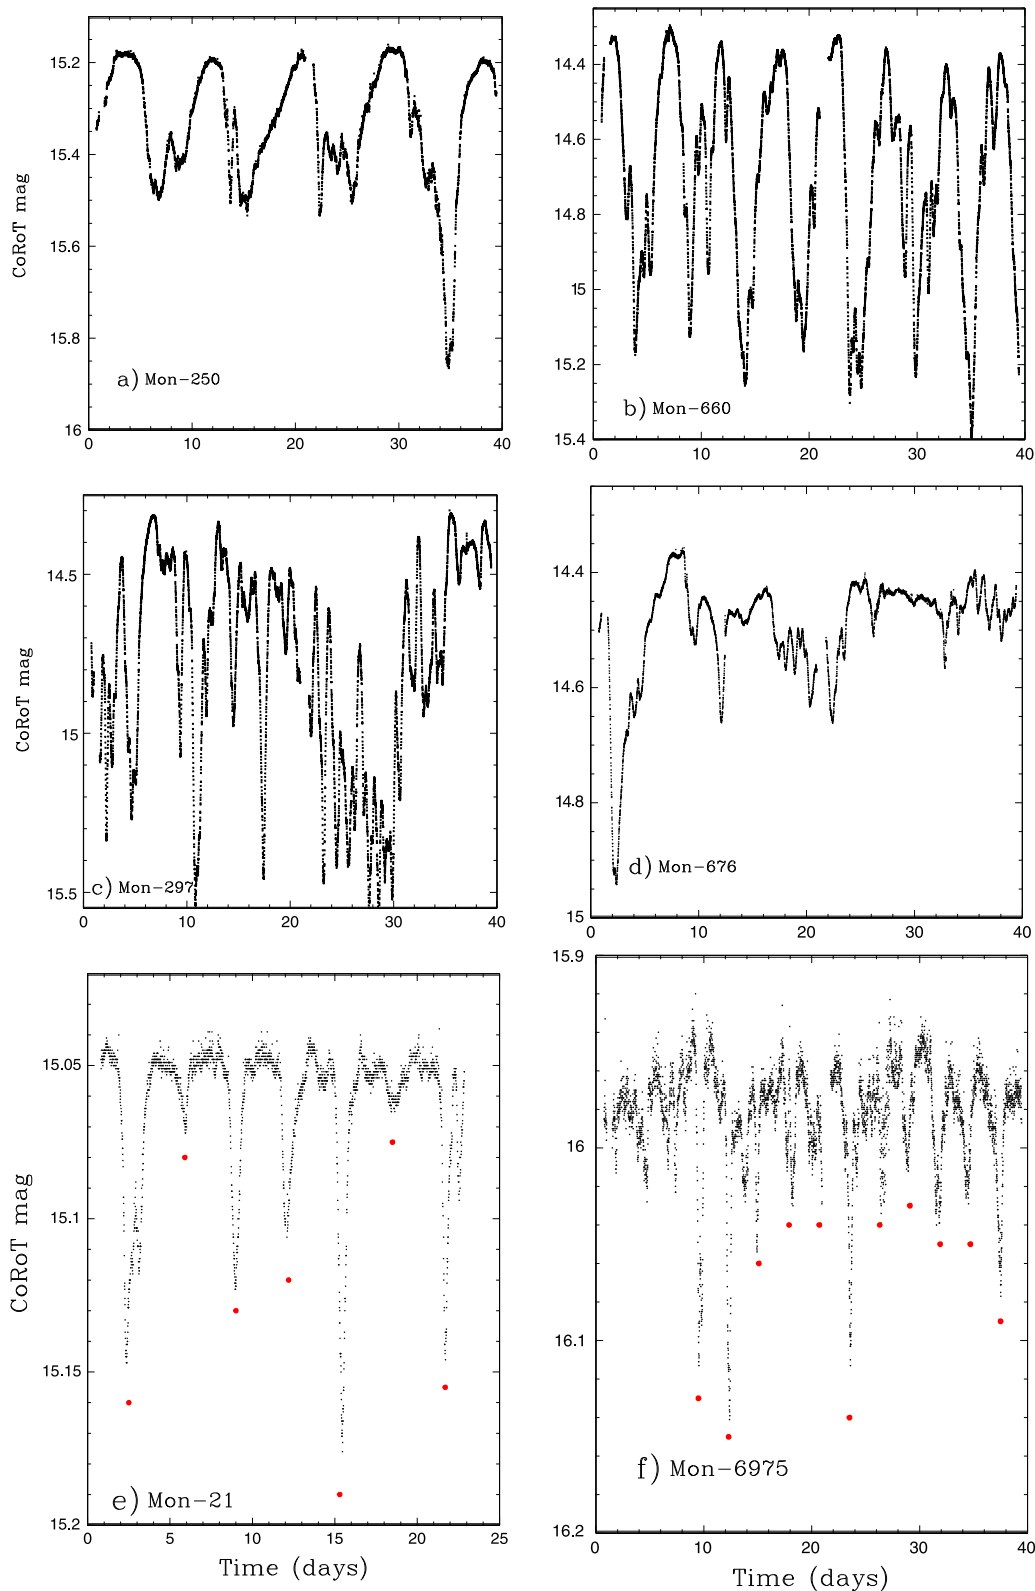 15.2
15.4
15.6
15.8
16
CoRoT mag
0 10 20 30 40
a) Mon-250
14.4
14.6
14.8
15
15.2
15.4
0 10 20 30 40
b) Mon-660
14.5
15
15.5
CoRoT mag
0 10 20 30 40
c) Mon-297
14.4
14.6
14.8
15
0 10 20 30 40
d) Mon-676
15.05
15.1
15.15
15.2
CoRoT mag
0 5 10 15 20 25
Time (days)
e) Mon-21
15.9
16
16.1
16.2
0 10 20 30 40
Time (days)
f) Mon-6975